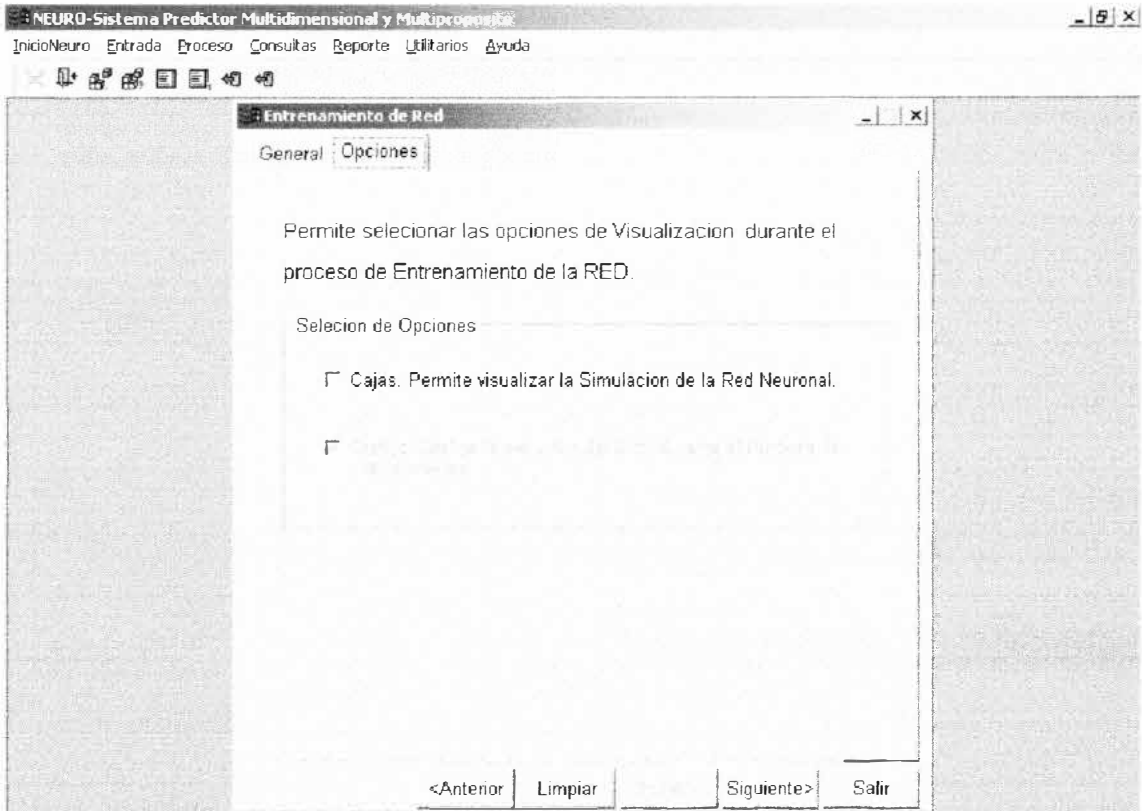 NEURO-Sistema Predictor Multidimensional y Multiproposito
InicioNeuro Entrada Proceso Consultas Reporte Utilitarios Ayuda
Entrenamiento de Red
General Opciones
Permite selecionar las opciones de Visualizacion durante el
proceso de Entrenamiento de la RED.
Selecion de Opciones
Cajas. Permite visualizar la Simulacion de la Red Neuronal.
<Anterior Limpiar Siguiente> Salir